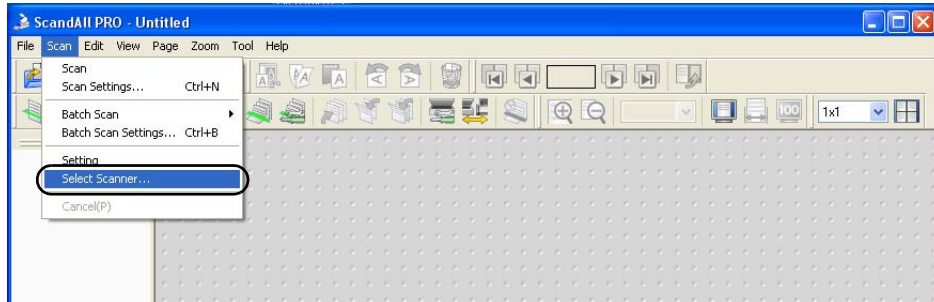 ScandAll PRO - Untitled
File Scan Edit View Page Zoom Tool Help
Scan
Scan Settings... Ctrl+N
Batch Scan
Batch Scan Settings... Ctrl+B
Setting
Select Scanner...
Cancel(P)
100
1x1